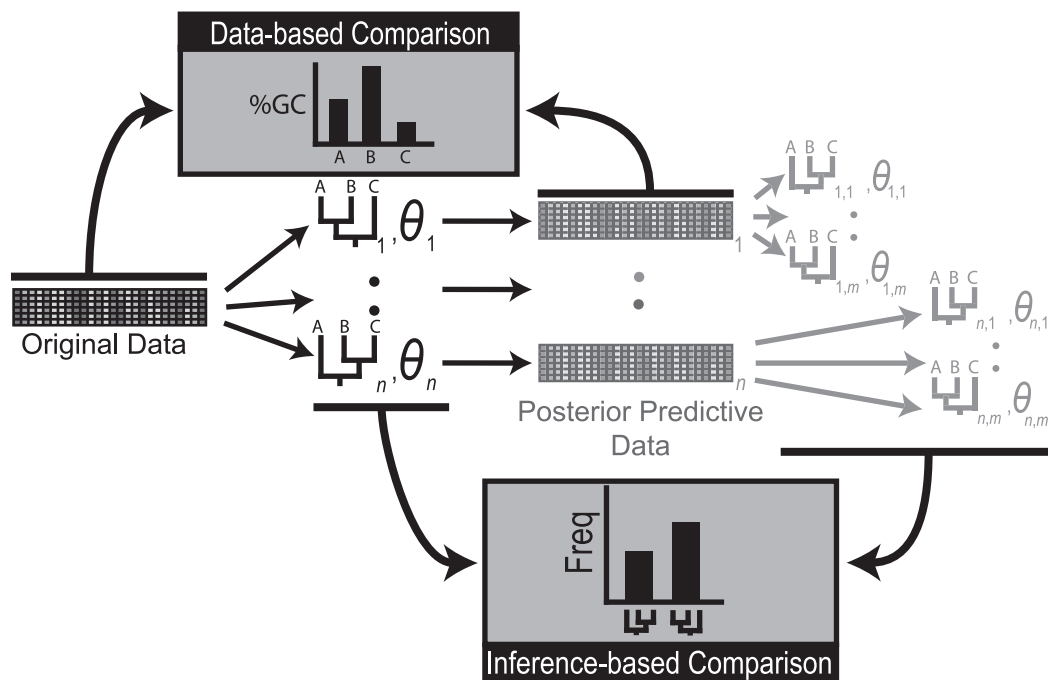 Data-based Comparison
%GC
A B C
A B C
1,θ1
A B C
n,θn
Original Data
1
n
Posterior Predictive
Data
A B C
1,1,θ1,1
A B C
1,m,θ1,m
A B C
n,1,θn,1
A B C
n,m,θn,m
Freq
Inference-based Comparison